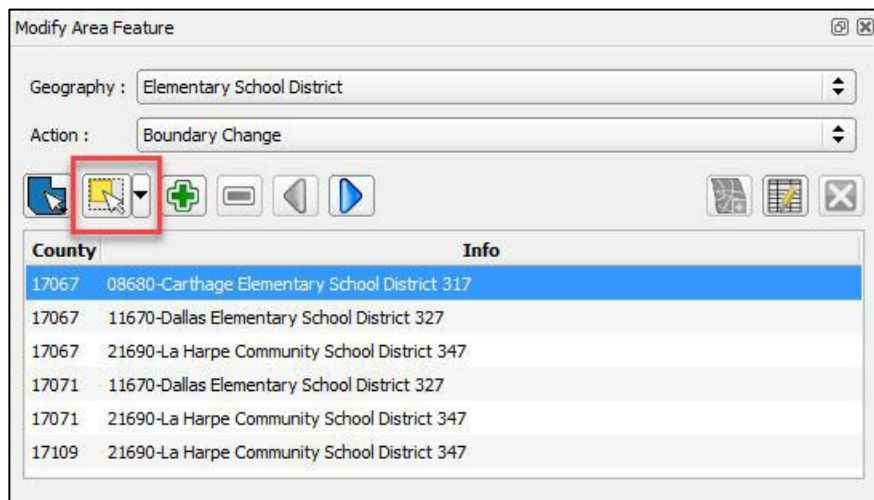 Modify Area Feature
Geography : Elementary School District
Action : Boundary Change
County Info
17067 08680-Carthage Elementary School District 317
17067 11670-Dallas Elementary School District 327
17067 21690-La Harpe Community School District 347
17071 11670-Dallas Elementary School District 327
17071 21690-La Harpe Community School District 347
17109 21690-La Harpe Community School District 347